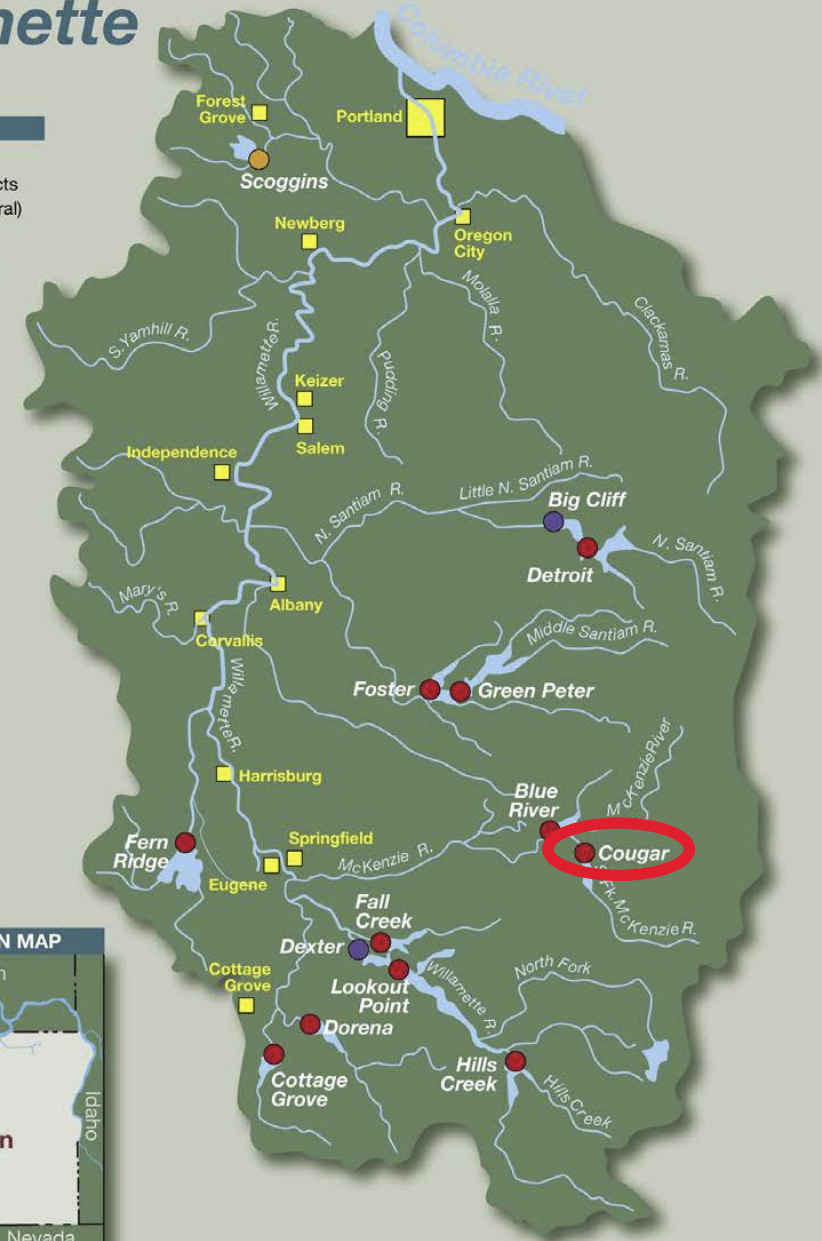 nette
Columbia River
cts
ral)
Forest
Grove
Portland
Scoggins
Newberg
Oregon
City
Molalla R.
Clackamas R.
S.Yamhill R.
Willamette R.
Pudding R.
Keizer
Salem
Independence
N. Santiam R.
Little N. Santiam R.
Big Cliff
Detroit
N. Santiam R.
Mary's R.
Albany
Corvallis
Middle Santiam R.
Foster
Green Peter
Willamette R.
Harrisburg
McKenzie River
Blue
River
Fern
Ridge
Springfield
McKenzie R.
Cougar
Eugene
S. Fk. McKenzie R.
Fall
Creek
Dexter
Lookout
Point
Willamette R.
North Fork
Cottage
Grove
Dorena
Cottage
Grove
Hills
Creek
Hills Creek
N MAP
n
Idaho
n
Nevada